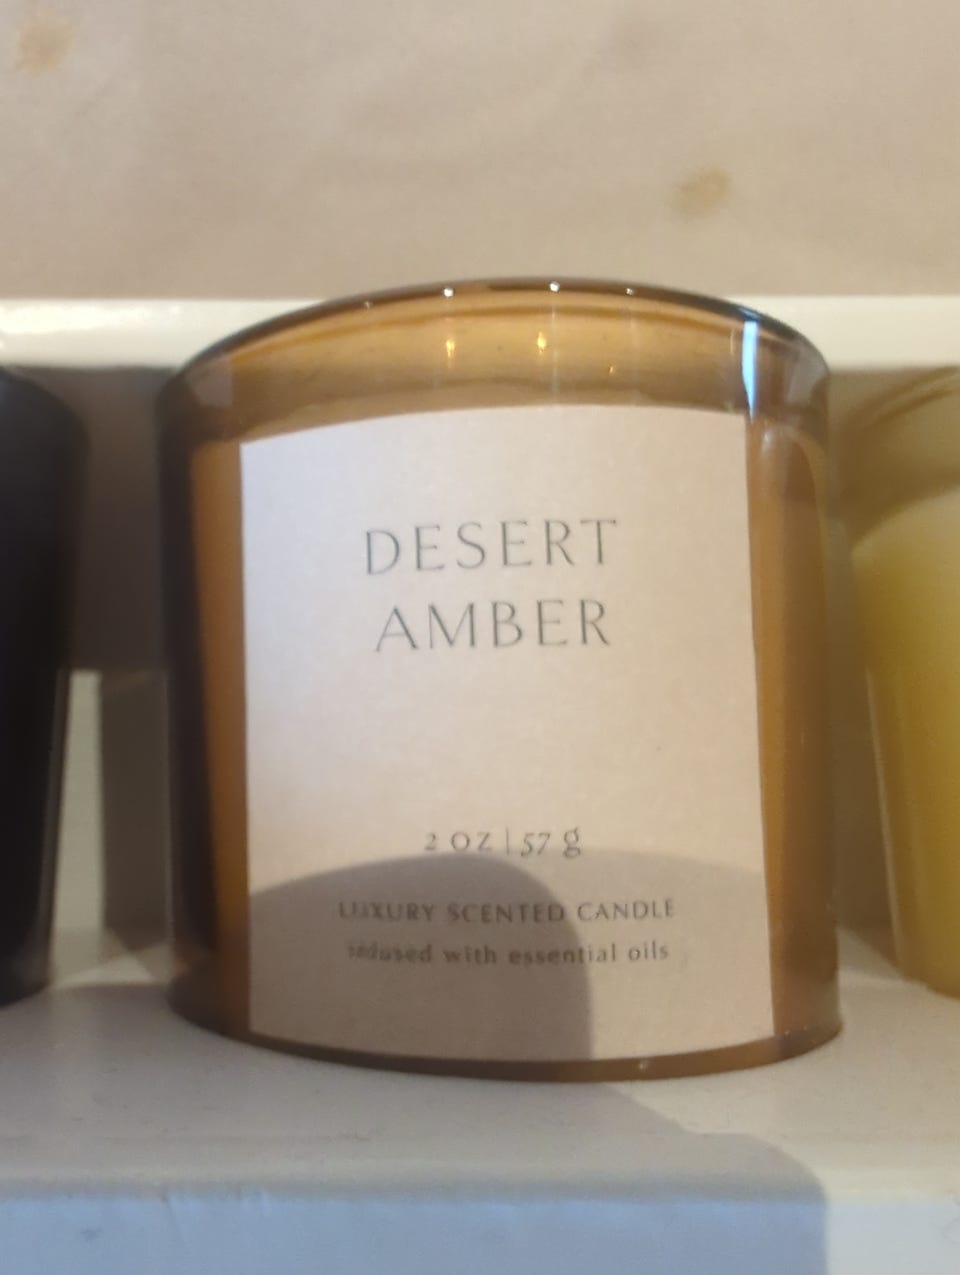 DESERT
AMBER
2 OZ | 57 g
LUXURY SCENTED CANDLE
infused with essential oils